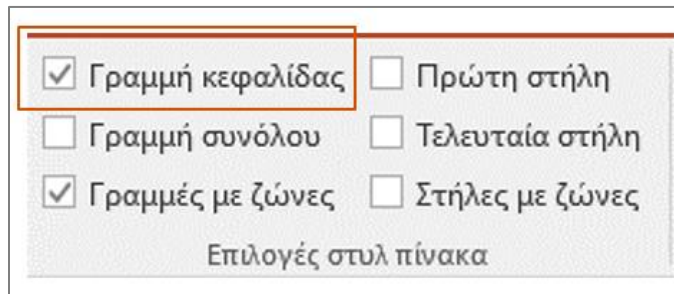 Γραμμή κεφαλίδας Πρώτη στήλη
Γραμμή συνόλου Τελευταία στήλη
Γραμμές με ζώνες Στήλες με ζώνες
Επιλογές στυλ πίνακα